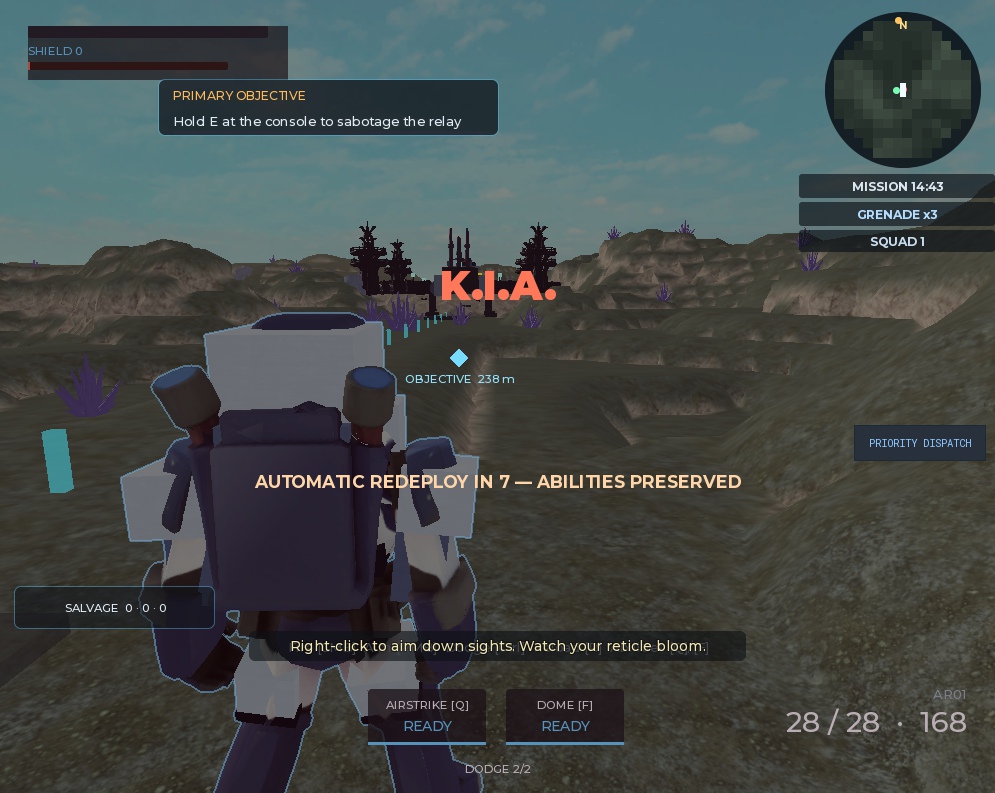 SHIELD 0
PRIMARY OBJECTIVE
Hold E at the console to sabotage the relay
N
MISSION 14:43
GRENADE x3
SQUAD 1
K.I.A.
OBJECTIVE 238 m
PRIORITY DISPATCH
AUTOMATIC REDEPLOY IN 7 — ABILITIES PRESERVED
SALVAGE 0 · 0 · 0
Right-click to aim down sights. Watch your reticle bloom.
AIRSTRIKE [Q]
READY
DOME [F]
READY
AR01
28 / 28 · 168
DODGE 2/2